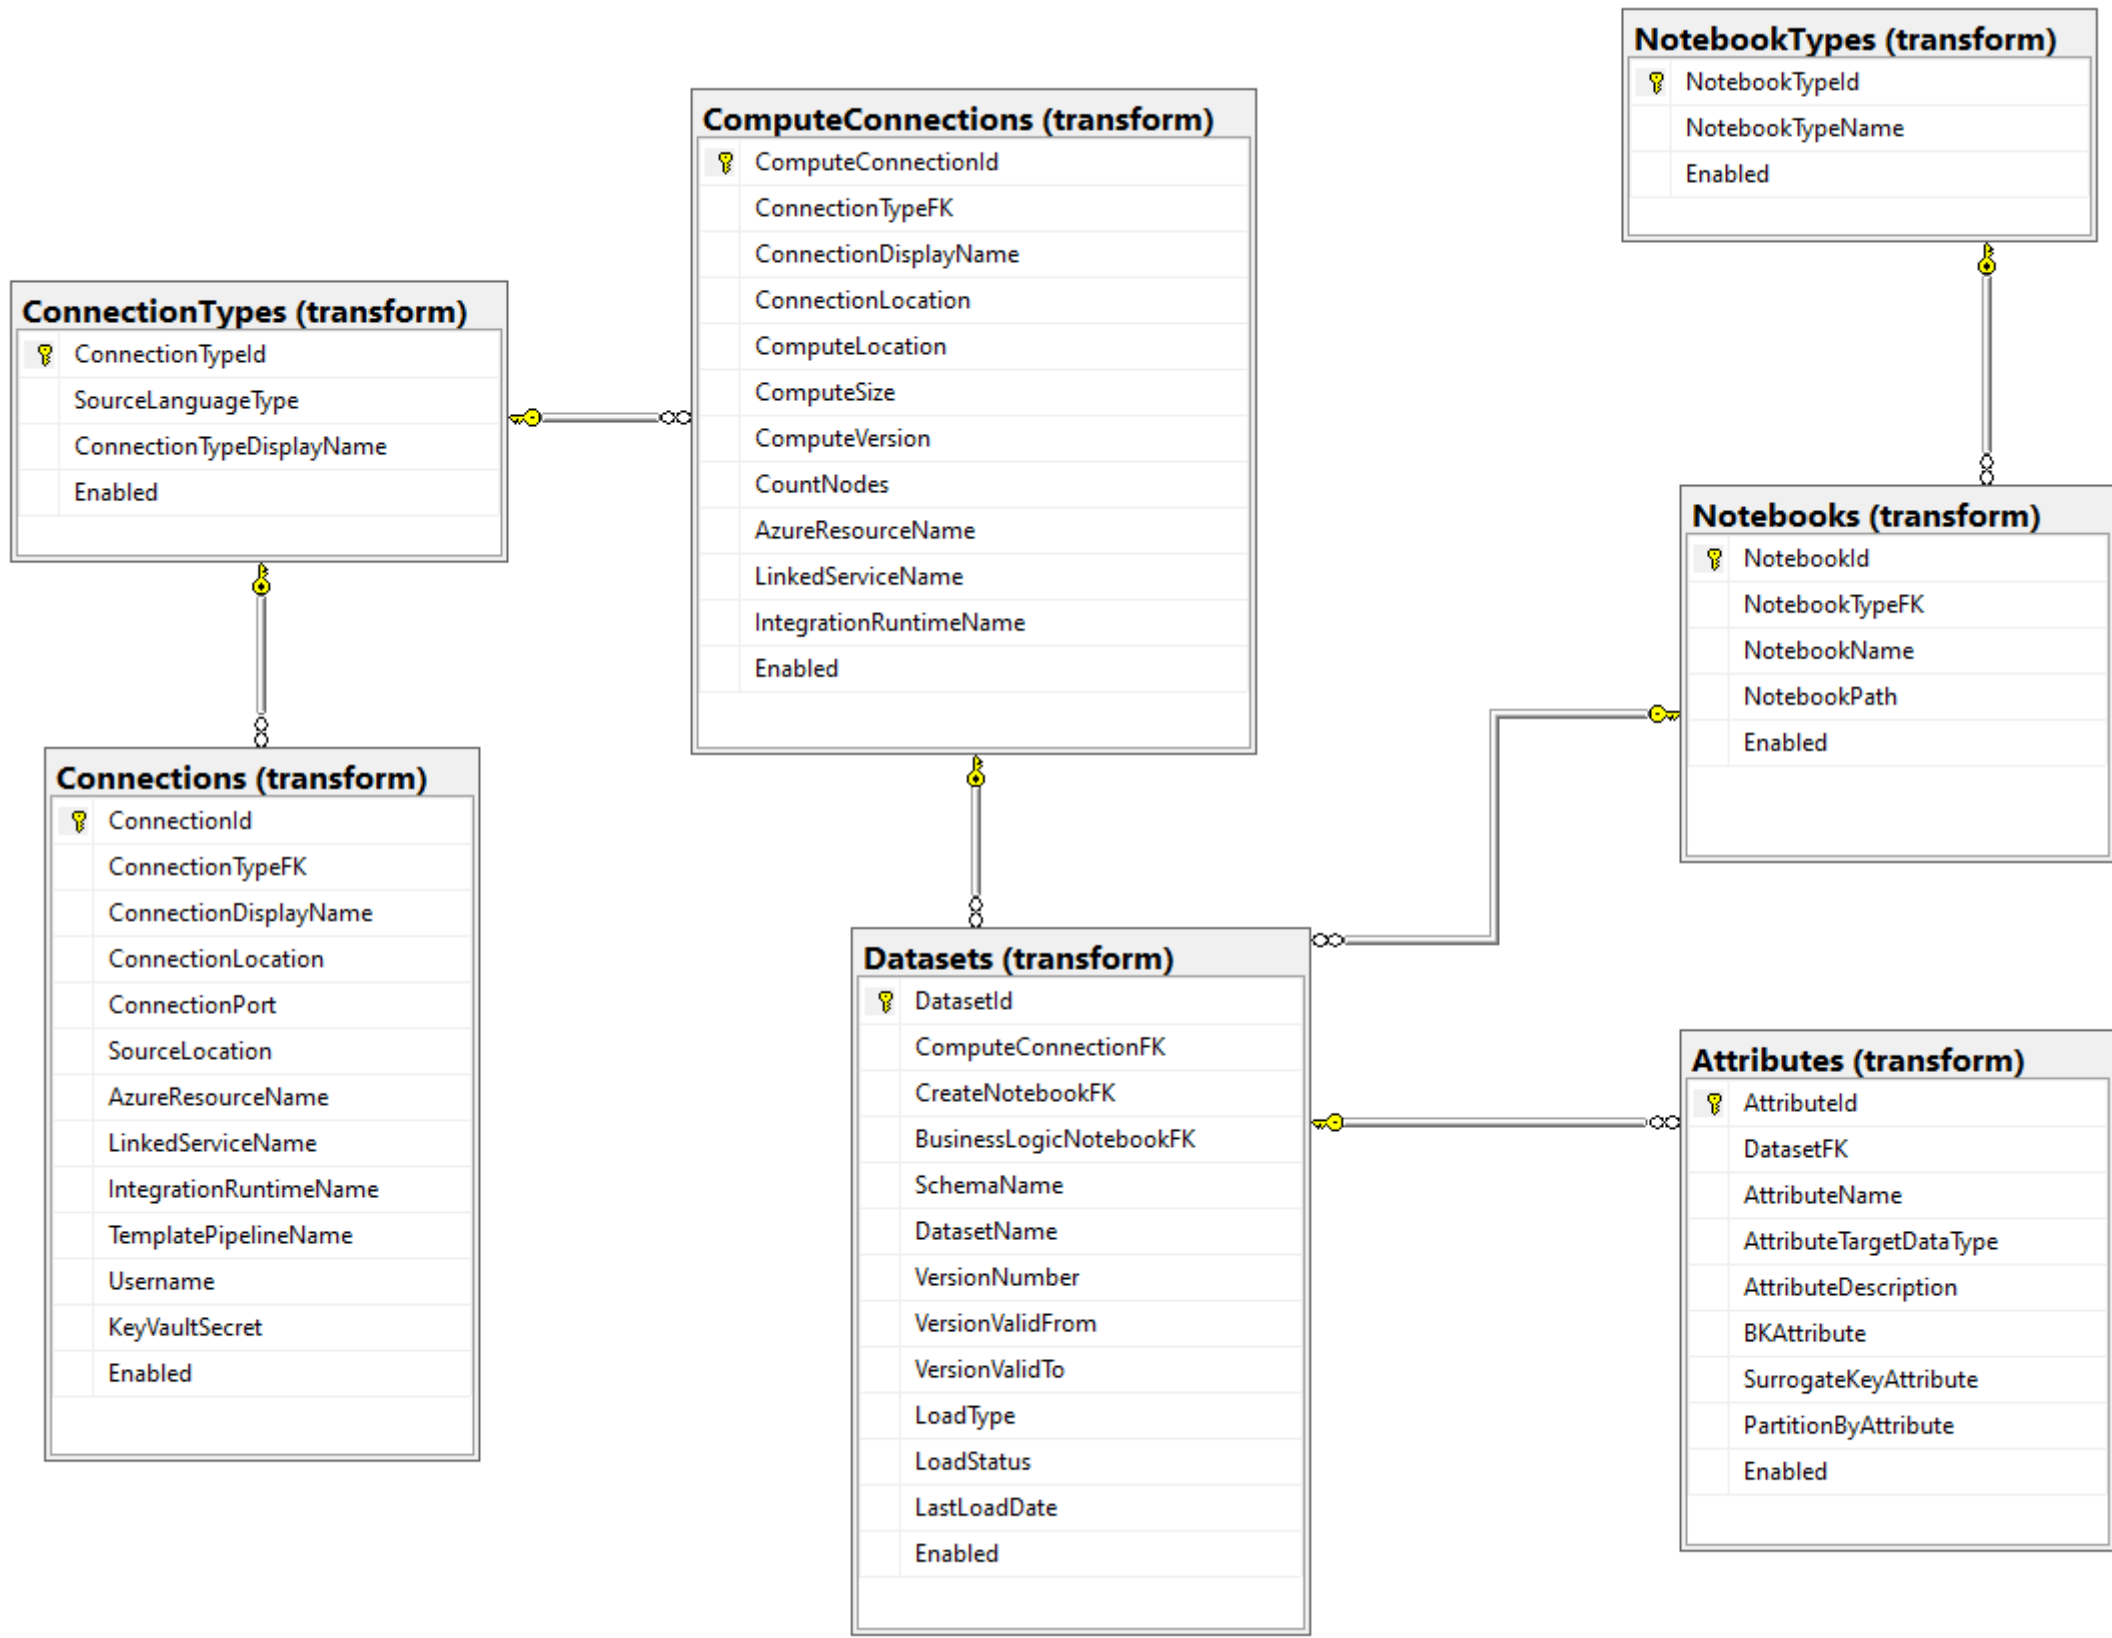 NotebookTypes (transform)
NotebookTypeId
NotebookTypeName
Enabled
ComputeConnections (transform)
ComputeConnectionId
ConnectionTypeFK
ConnectionDisplayName
ConnectionLocation
ComputeLocation
ComputeSize
ComputeVersion
CountNodes
AzureResourceName
LinkedServiceName
IntegrationRuntimeName
Enabled
ConnectionTypes (transform)
ConnectionTypeId
SourceLanguageType
ConnectionTypeDisplayName
Enabled
Notebooks (transform)
NotebookId
NotebookTypeFK
NotebookName
NotebookPath
Enabled
Connections (transform)
ConnectionId
ConnectionTypeFK
ConnectionDisplayName
ConnectionLocation
ConnectionPort
SourceLocation
AzureResourceName
LinkedServiceName
IntegrationRuntimeName
TemplatePipelineName
Username
KeyVaultSecret
Enabled
Datasets (transform)
DatasetId
ComputeConnectionFK
CreateNotebookFK
BusinessLogicNotebookFK
SchemaName
DatasetName
VersionNumber
VersionValidFrom
VersionValidTo
LoadType
LoadStatus
LastLoadDate
Enabled
Attributes (transform)
AttributeId
DatasetFK
AttributeName
AttributeTargetDataType
AttributeDescription
BKAttribute
SurrogateKeyAttribute
PartitionByAttribute
Enabled